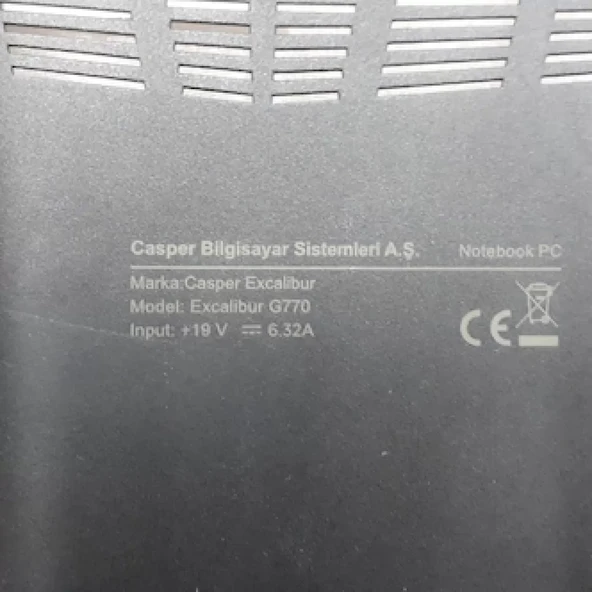 Casper Bilgisayar Sistemleri A.Ş. Notebook PC
Marka:Casper Excalibur
Model: Excalibur G770
Input: +19 V ⎓ 6.32A
CE